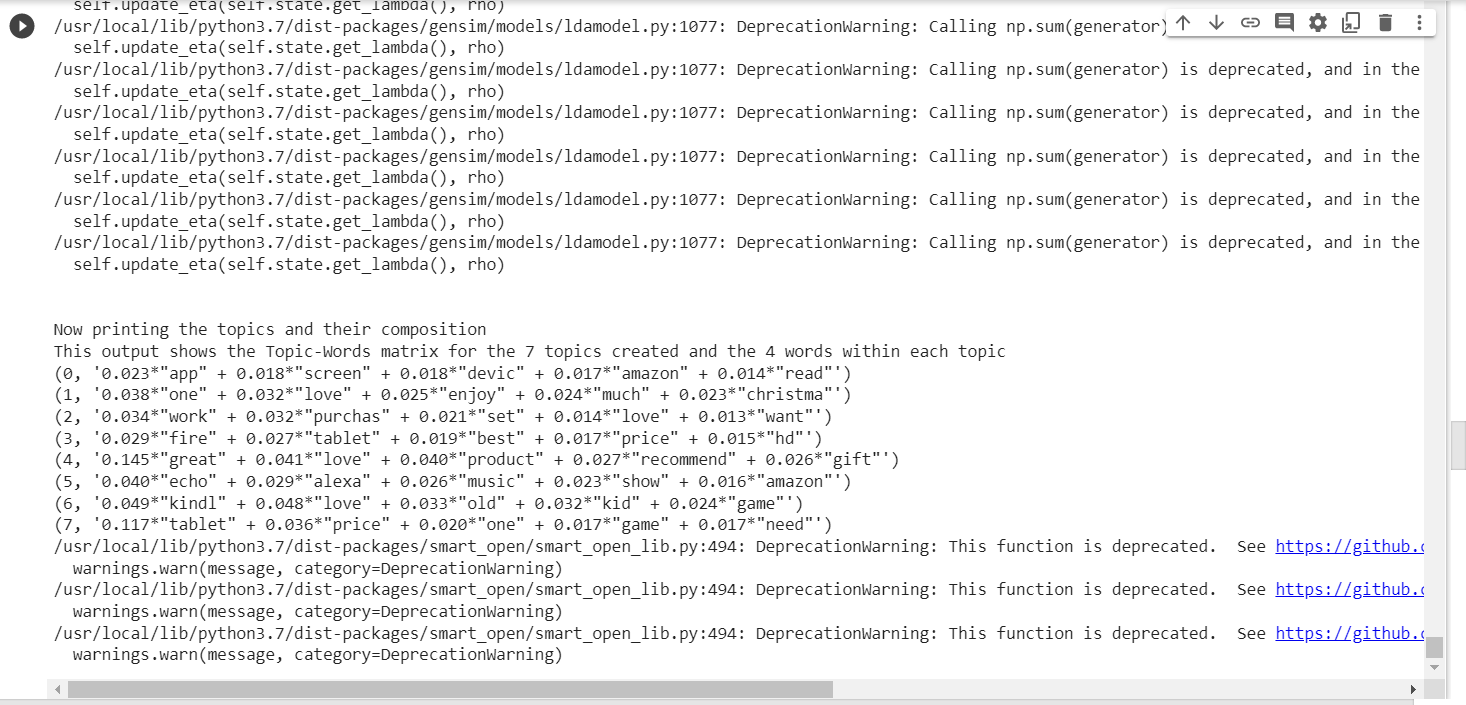 self.update_eta(self.state.get_lambda(), rho)
/usr/local/lib/python3.7/dist-packages/gensim/models/ldamodel.py:1077: DeprecationWarning: Calling np.sum(generator)
self.update_eta(self.state.get_lambda(), rho)
/usr/local/lib/python3.7/dist-packages/gensim/models/ldamodel.py:1077: DeprecationWarning: Calling np.sum(generator) is deprecated, and in the
self.update_eta(self.state.get_lambda(), rho)
/usr/local/lib/python3.7/dist-packages/gensim/models/ldamodel.py:1077: DeprecationWarning: Calling np.sum(generator) is deprecated, and in the
self.update_eta(self.state.get_lambda(), rho)
/usr/local/lib/python3.7/dist-packages/gensim/models/ldamodel.py:1077: DeprecationWarning: Calling np.sum(generator) is deprecated, and in the
self.update_eta(self.state.get_lambda(), rho)
/usr/local/lib/python3.7/dist-packages/gensim/models/ldamodel.py:1077: DeprecationWarning: Calling np.sum(generator) is deprecated, and in the
self.update_eta(self.state.get_lambda(), rho)
/usr/local/lib/python3.7/dist-packages/gensim/models/ldamodel.py:1077: DeprecationWarning: Calling np.sum(generator) is deprecated, and in the
self.update_eta(self.state.get_lambda(), rho)
Now printing the topics and their composition
This output shows the Topic-Words matrix for the 7 topics created and the 4 words within each topic
(0, '0.023*"app" + 0.018*"screen" + 0.018*"devic" + 0.017*"amazon" + 0.014*"read"')
(1, '0.038*"one" + 0.032*"love" + 0.025*"enjoy" + 0.024*"much" + 0.023*"christma"')
(2, '0.034*"work" + 0.032*"purchas" + 0.021*"set" + 0.014*"love" + 0.013*"want"')
(3, '0.029*"fire" + 0.027*"tablet" + 0.019*"best" + 0.017*"price" + 0.015*"hd"')
(4, '0.145*"great" + 0.041*"love" + 0.040*"product" + 0.027*"recommend" + 0.026*"gift"')
(5, '0.040*"echo" + 0.029*"alexa" + 0.026*"music" + 0.023*"show" + 0.016*"amazon"')
(6, '0.049*"kindl" + 0.048*"love" + 0.033*"old" + 0.032*"kid" + 0.024*"game"')
(7, '0.117*"tablet" + 0.036*"price" + 0.020*"one" + 0.017*"game" + 0.017*"need"')
/usr/local/lib/python3.7/dist-packages/smart_open/smart_open_lib.py:494: DeprecationWarning: This function is deprecated.  See https://github.c
warnings.warn(message, category=DeprecationWarning)
/usr/local/lib/python3.7/dist-packages/smart_open/smart_open_lib.py:494: DeprecationWarning: This function is deprecated.  See https://github.c
warnings.warn(message, category=DeprecationWarning)
/usr/local/lib/python3.7/dist-packages/smart_open/smart_open_lib.py:494: DeprecationWarning: This function is deprecated.  See https://github.c
warnings.warn(message, category=DeprecationWarning)